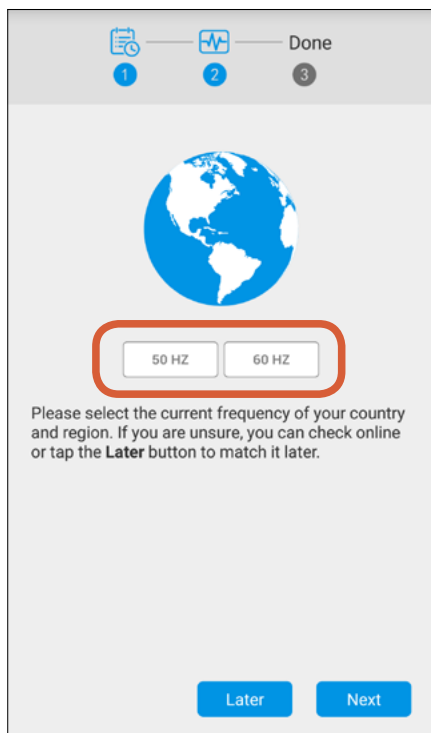 Done
1 2 3
50 HZ 60 HZ
Please select the current frequency of your country
and region. If you are unsure, you can check online
or tap the Later button to match it later.
Later Next